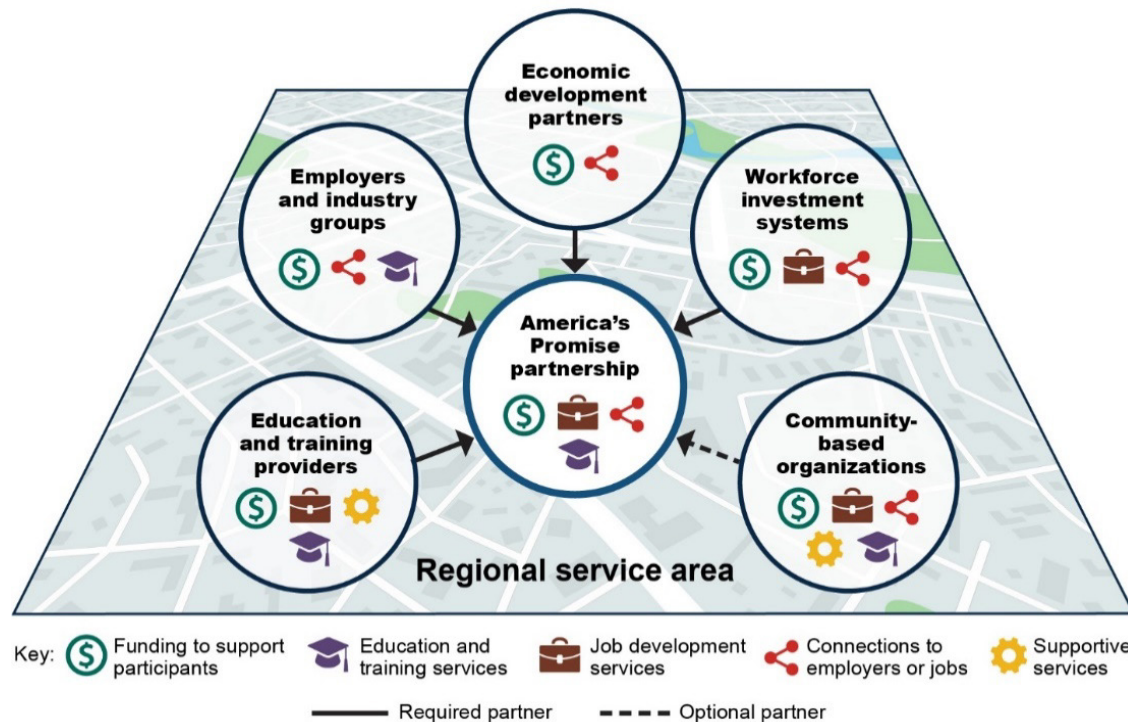 Economic
development
partners
Employers
and industry
groups
Workforce
investment
systems
America's
Promise
partnership
Education
and training
providers
Community-
based
organizations
Regional service area
Key:
Funding to support
participants
Education and
training services
Job development
services
Connections to
employers or jobs
Supportive
services
Required partner
Optional partner